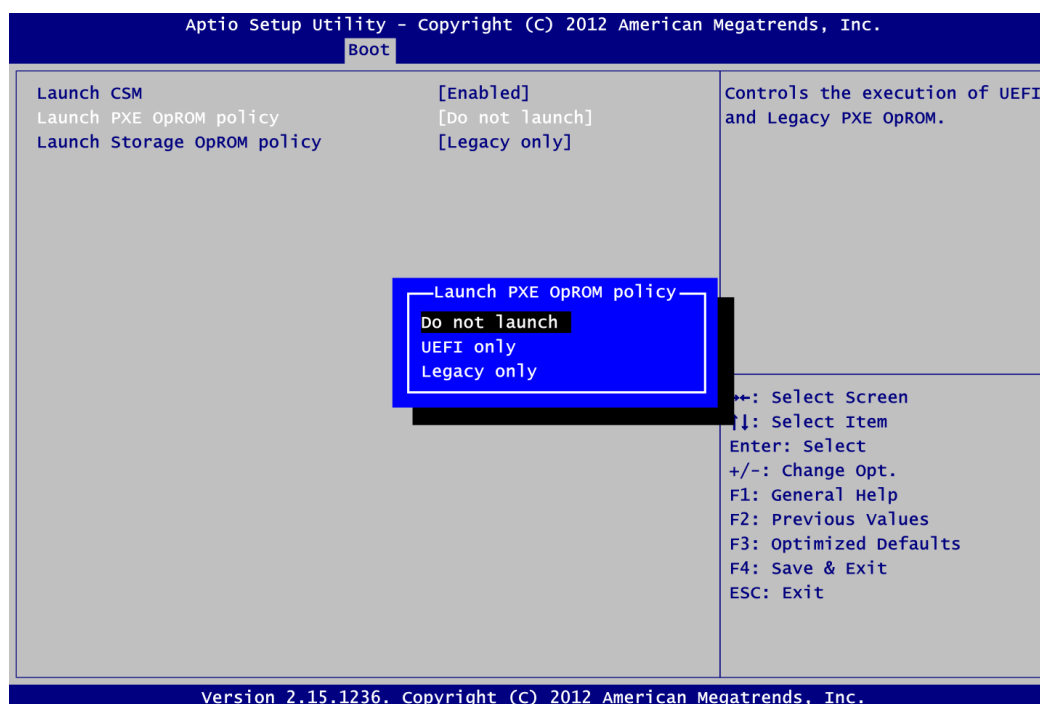 Aptio Setup Utility – Copyright (C) 2012 American Megatrends, Inc.
Boot
Launch CSM [Enabled]
Launch PXE OpROM policy [Do not launch]
Launch Storage OpROM policy [Legacy only]
Controls the execution of UEFI
and Legacy PXE OpROM.
Launch PXE OpROM policy
Do not launch
UEFI only
Legacy only
→←: Select Screen
↑↓: Select Item
Enter: Select
+/-: Change Opt.
F1: General Help
F2: Previous Values
F3: Optimized Defaults
F4: Save & Exit
ESC: Exit
Version 2.15.1236. Copyright (C) 2012 American Megatrends, Inc.